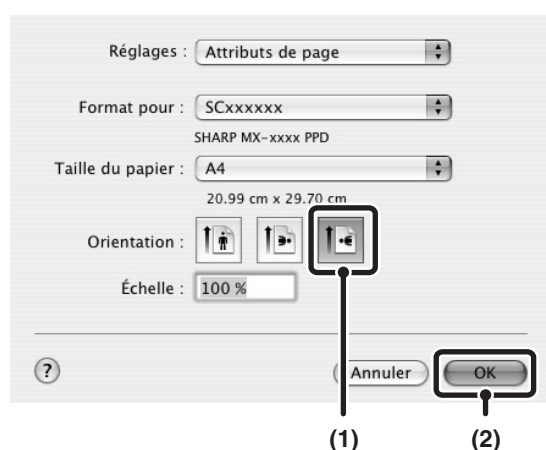 Réglages : Attributs de page
Format pour : SCxxxxxx
SHARP MX-xxxx PPD
Taille du papier : A4
20.99 cm x 29.70 cm
Orientation :
Échelle : 100 %
? Annuler OK
(1) (2)